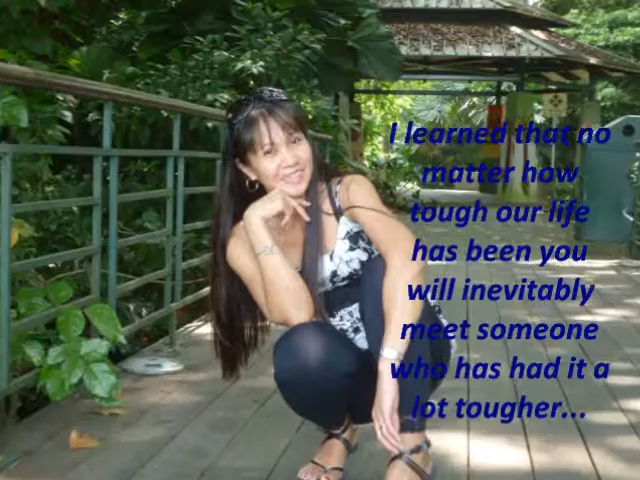 I learned that no
matter how
tough our life
has been you
will inevitably
meet someone
who has had it a
lot tougher...